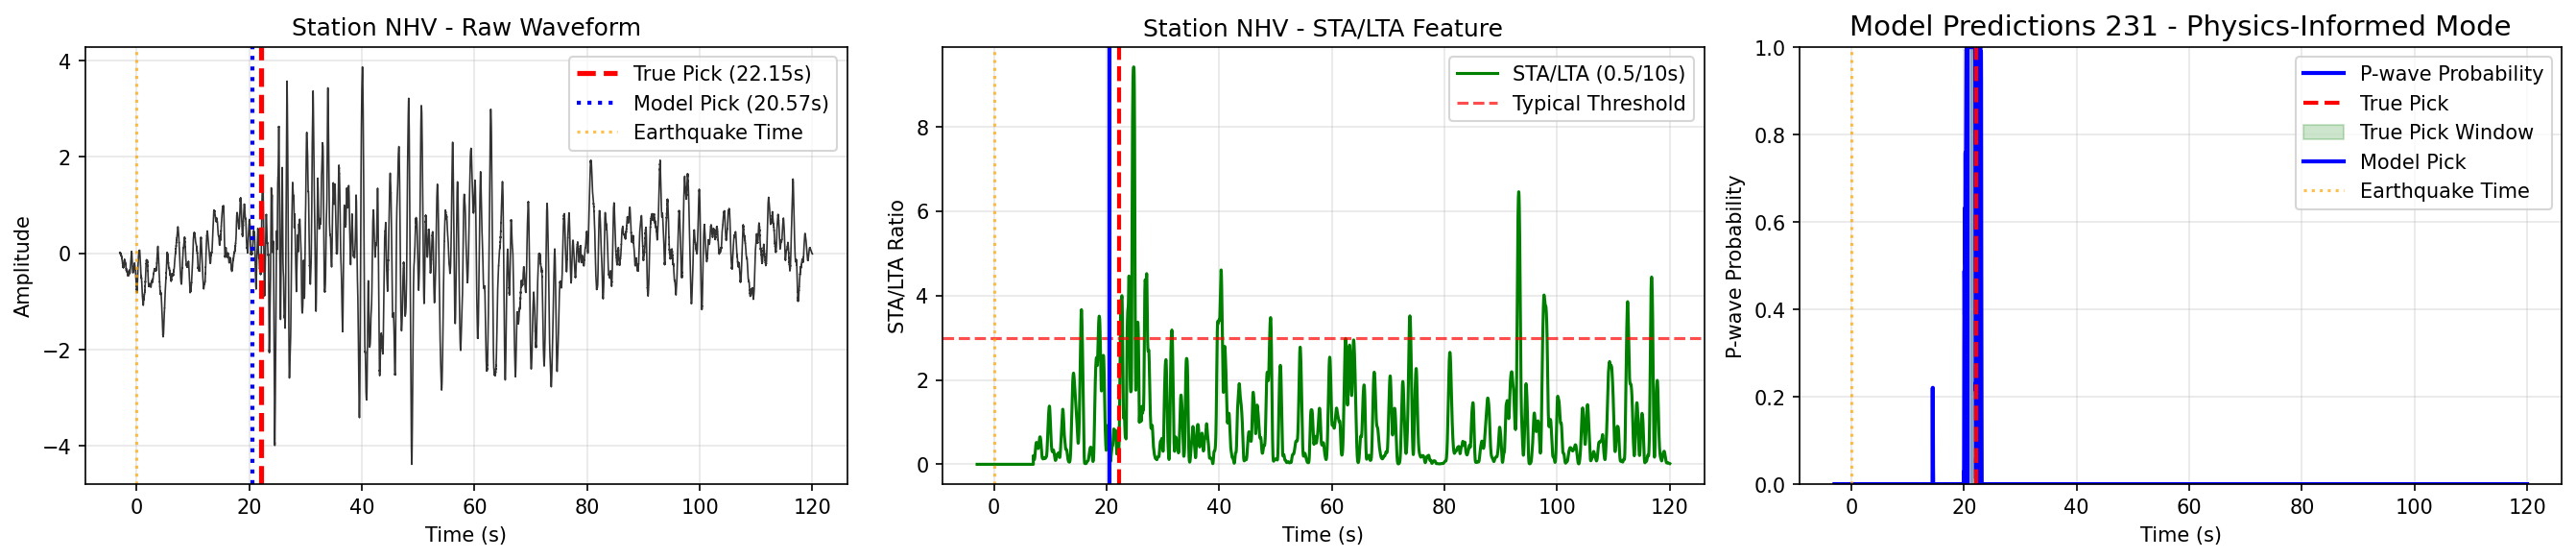 Station NHV - Raw Waveform
True Pick (22.15s)
Model Pick (20.57s)
Earthquake Time
Amplitude
4
2
0
−2
−4
0
20
40
60
80
100
120
Time (s)
Station NHV - STA/LTA Feature
STA/LTA (0.5/10s)
Typical Threshold
STA/LTA Ratio
8
6
4
2
0
0
20
40
60
80
100
120
Time (s)
Model Predictions 231 - Physics-Informed Mode
P-wave Probability
True Pick
True Pick Window
Model Pick
Earthquake Time
P-wave Probability
1.0
0.8
0.6
0.4
0.2
0.0
0
20
40
60
80
100
120
Time (s)